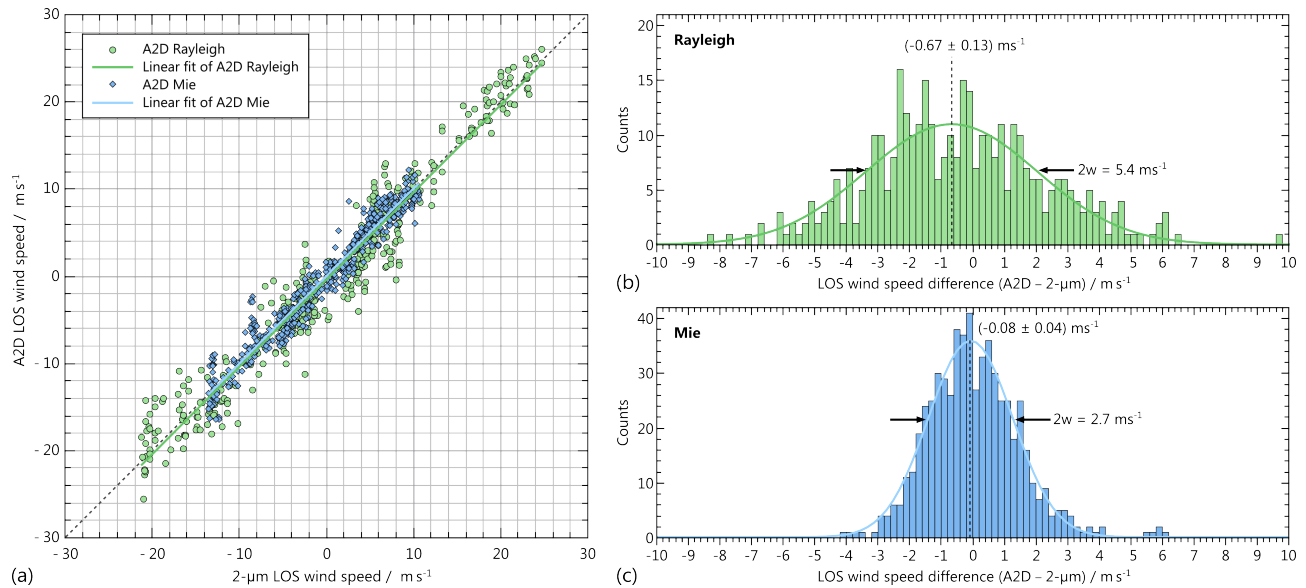 A2D Rayleigh
Linear fit of A2D Rayleigh
A2D Mie
Linear fit of A2D Mie
30
20
10
0
- 10
- 20
- 30
A2D LOS wind speed / m s⁻¹
-30
-20
-10
0
10
20
30
2-µm LOS wind speed / m s⁻¹
(a)
Rayleigh
(-0.67 ± 0.13) ms⁻¹
2w = 5.4 ms⁻¹
20
15
10
5
0
Counts
-10 -9 -8 -7 -6 -5 -4 -3 -2 -1 0 1 2 3 4 5 6 7 8 9 10
LOS wind speed difference (A2D – 2-µm) / m s⁻¹
(b)
Mie
(-0.08 ± 0.04) ms⁻¹
2w = 2.7 ms⁻¹
40
30
20
10
0
Counts
-10 -9 -8 -7 -6 -5 -4 -3 -2 -1 0 1 2 3 4 5 6 7 8 9 10
LOS wind speed difference (A2D – 2-µm) / m s⁻¹
(c)